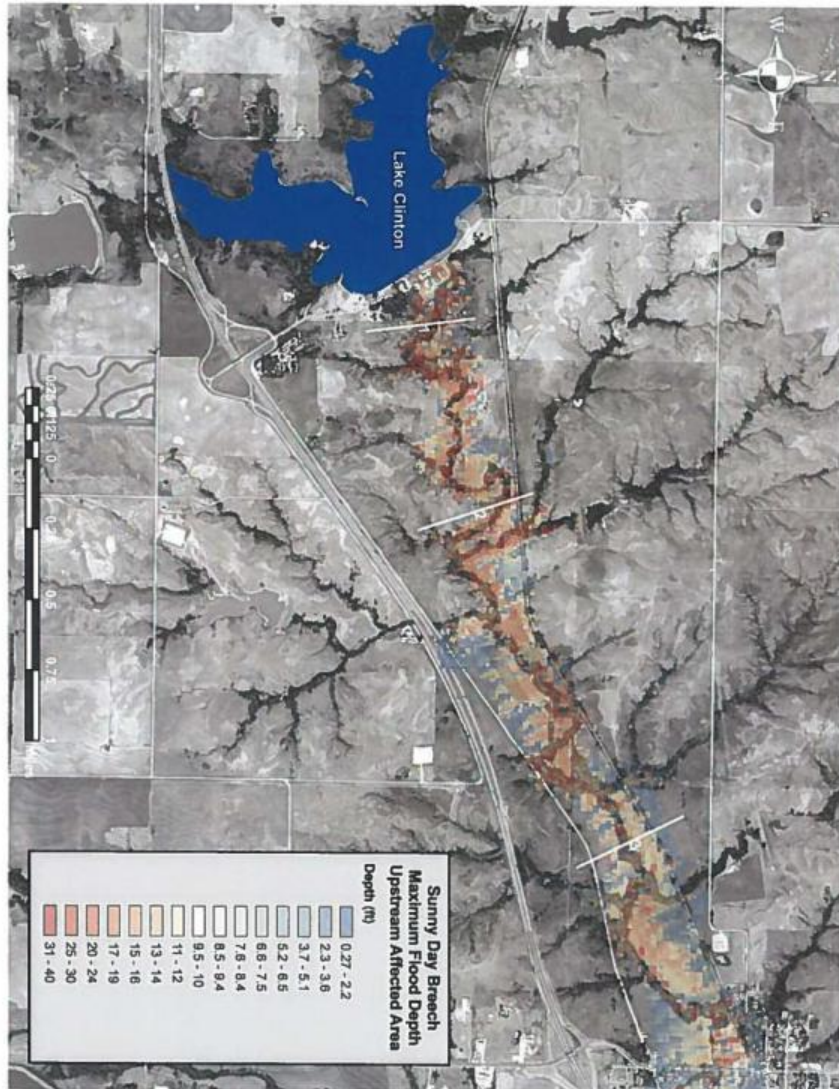 Lake Clinton
Sunny Day Breech
Maximum Flood Depth
Upstream Affected Area
Depth (ft)
0.27 - 2.2
2.3 - 3.6
3.7 - 5.1
5.2 - 6.5
6.6 - 7.5
7.6 - 8.4
8.5 - 9.4
9.5 - 10
11 - 12
13 - 14
15 - 16
17 - 19
20 - 24
25 - 30
31 - 40
0.5
0.75
W
E